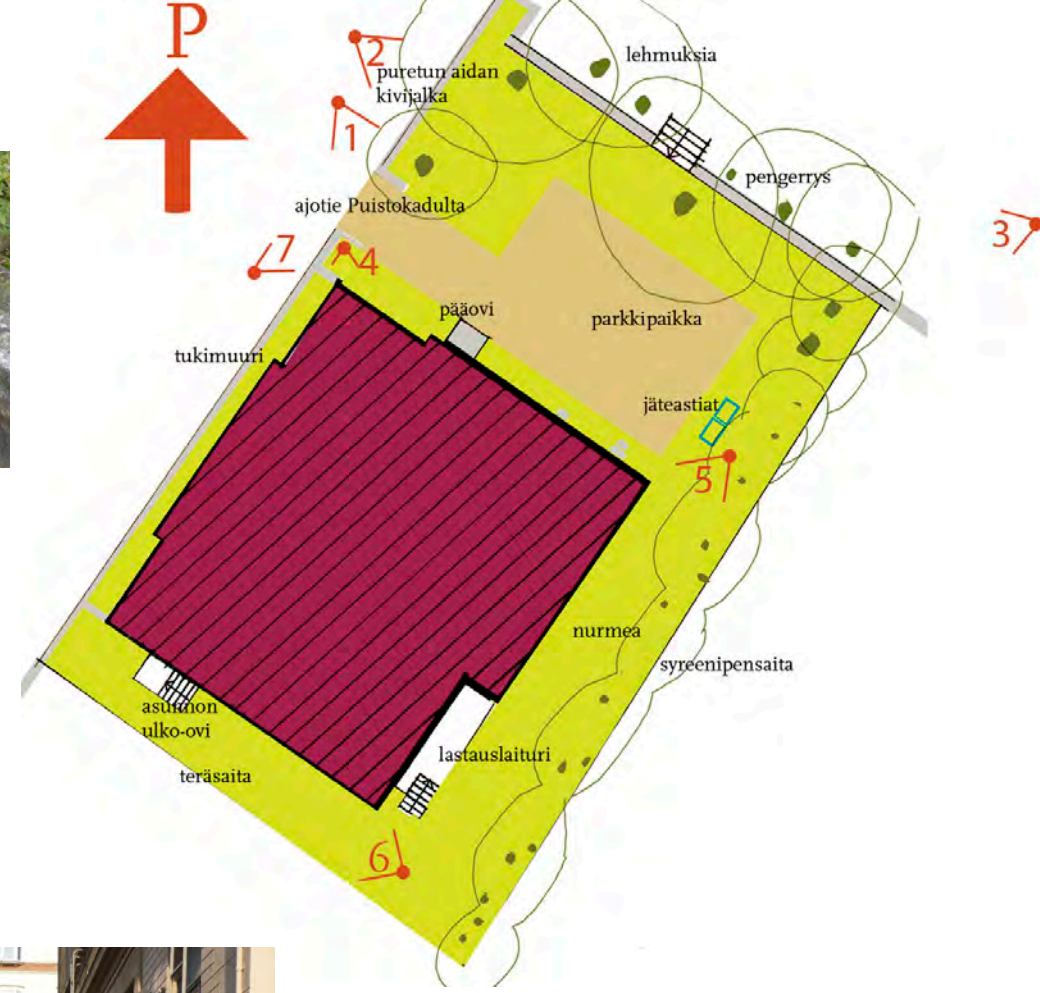 P
2
lehmuksia
puretun aidan
kivijalka
1
pengerrys
ajotie Puistokadulta
3
7
4
pääovi
parkkipaikka
tukimuuri
jäteastiat
5
nurmea
syreenipensaita
asunnon
ulko-ovi
lastauslaituri
teräsaita
6